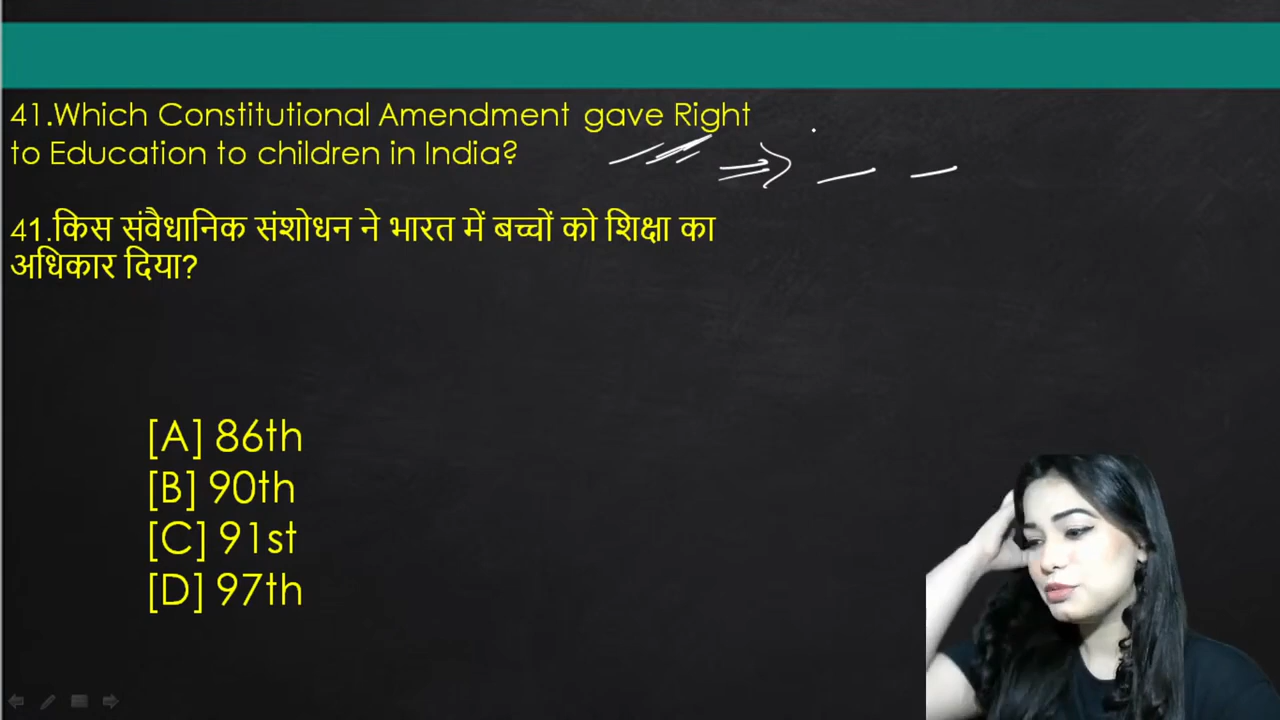 41.Which Constitutional Amendment gave Right
to Education to children in India?
41.किस संवैधानिक संशोधन ने भारत में बच्चों को शिक्षा का
अधिकार दिया?
[A] 86th
[B] 90th
[C] 91st
[D] 97th